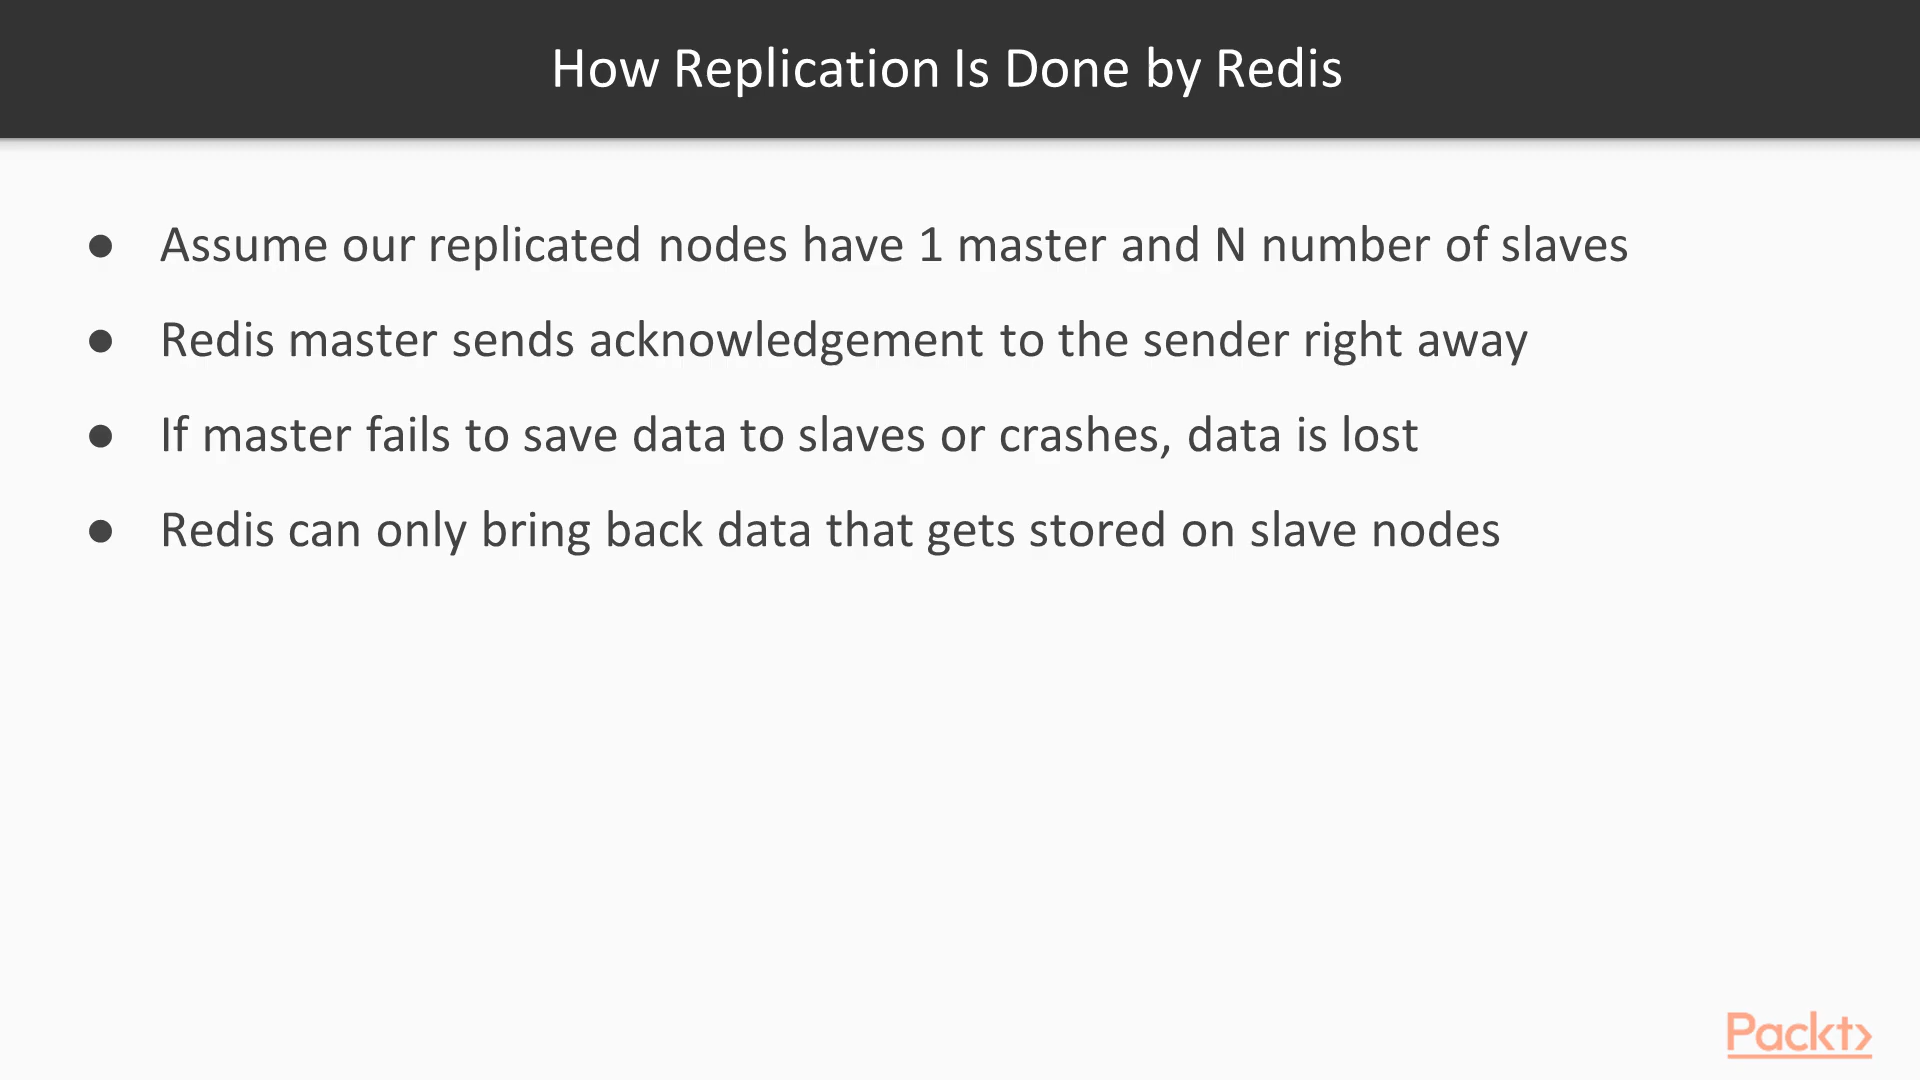 How Replication Is Done by Redis
● Assume our replicated nodes have 1 master and N number of slaves
● Redis master sends acknowledgement to the sender right away
● If master fails to save data to slaves or crashes, data is lost
● Redis can only bring back data that gets stored on slave nodes
Packt>